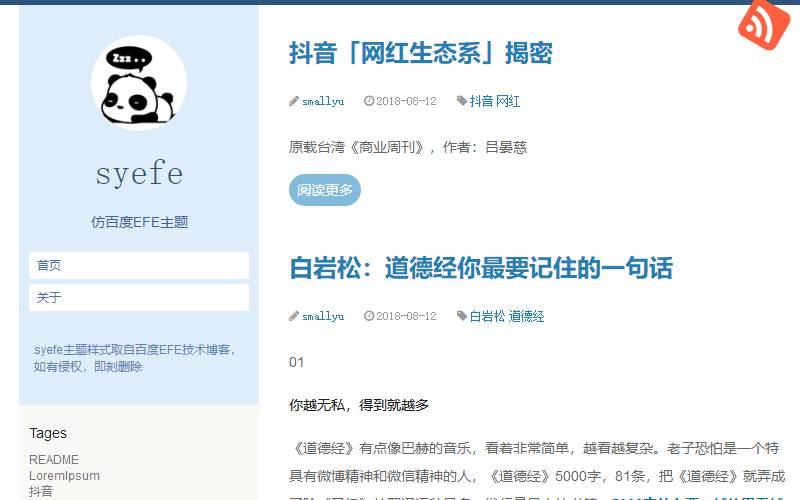 Zzz..
syefe
仿百度EFE主题
首页
关于
syefe主题样式取自百度EFE技术博客，
如有侵权，即刻删除
Tages
README
LoremIpsum
抖音
抖音「网红生态系」揭密
smallyu 2018-08-12 抖音 网红
原载台湾《商业周刊》，作者：吕晏慈
阅读更多
白岩松：道德经你最要记住的一句话
smallyu 2018-08-12 白岩松 道德经
01
你越无私，得到就越多
《道德经》有点像巴赫的音乐，看着非常简单，越看越复杂。老子恐怕是一个特
具有微博精神和微信精神的人，《道德经》5000字，81条，把《道德经》就弄成